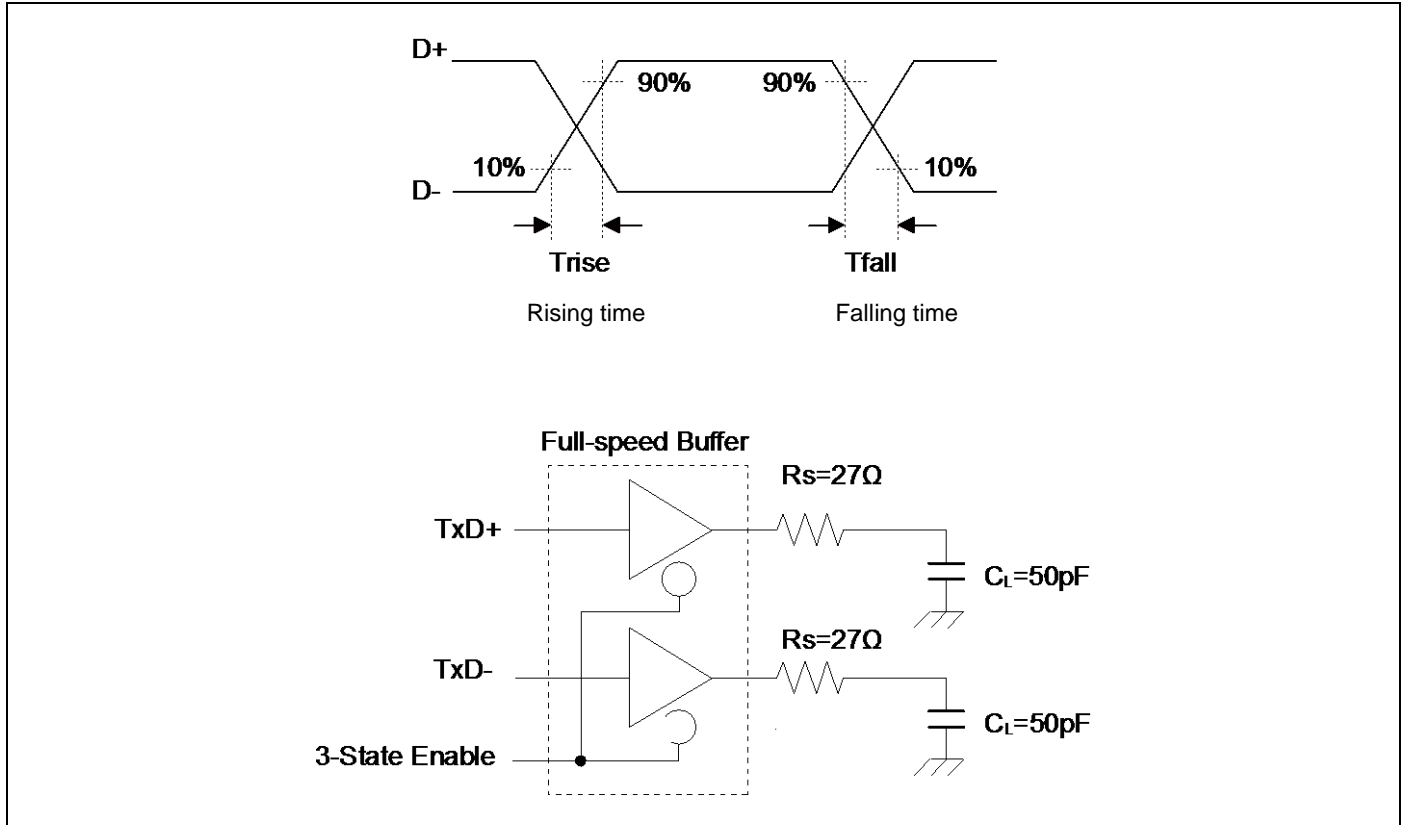 D+
90% 90%
10% 10%
D-
Trise Tfall
Rising time Falling time
Full-speed Buffer
Rs=27Ω
TxD+
CL=50pF
Rs=27Ω
TxD-
CL=50pF
3-State Enable